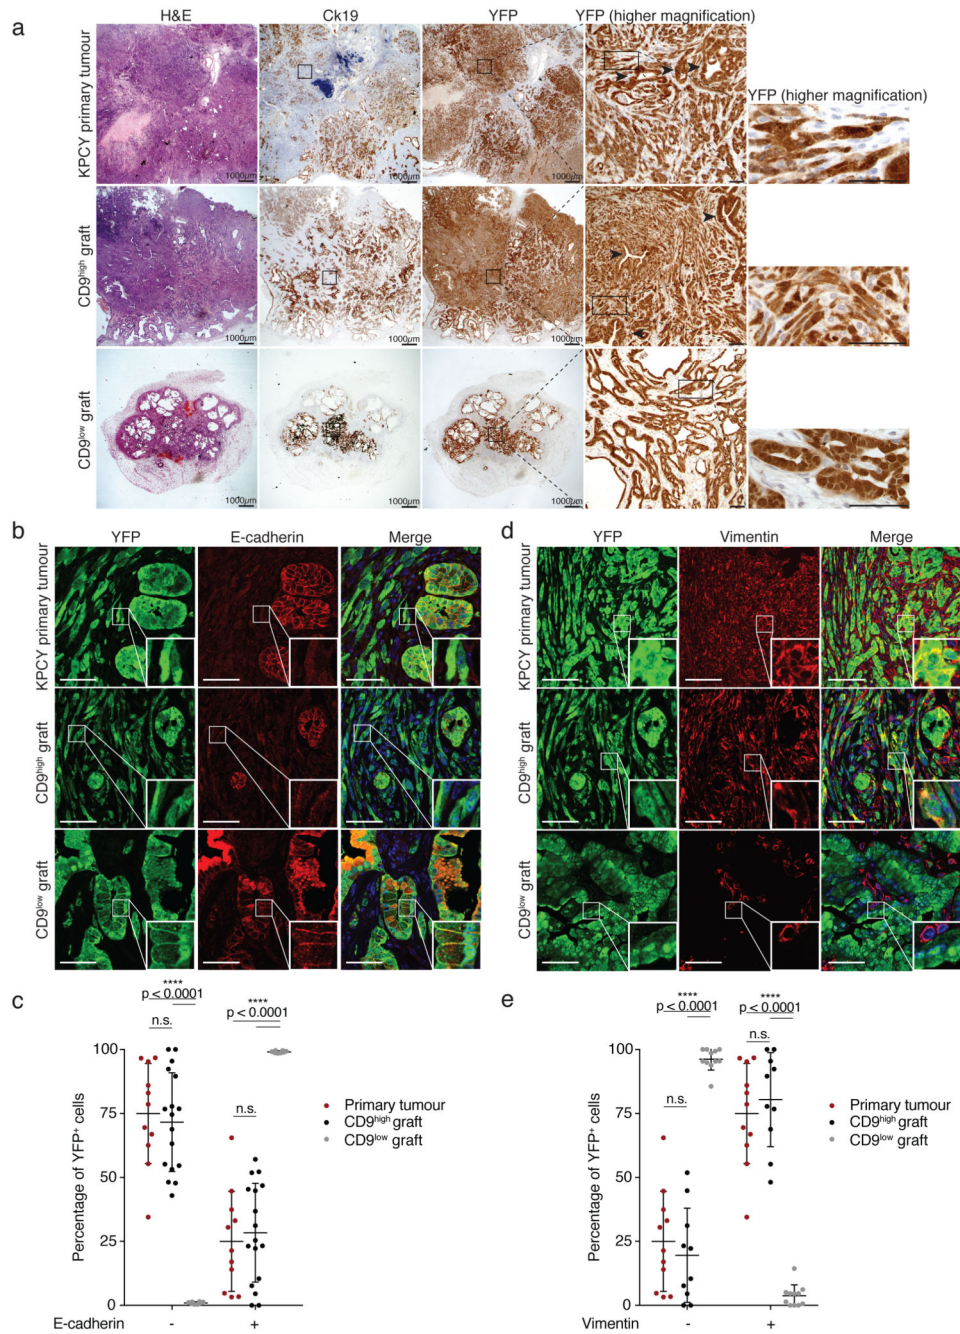 a
H&E
Ck19
YFP
YFP (higher magnification)
YFP (higher magnification)
KPCY primary tumour
1000µm
1000µm
1000µm
CD9high graft
1000µm
1000µm
1000µm
CD9low graft
1000µm
1000µm
1000µm
b
YFP
E-cadherin
Merge
KPCY primary tumour
CD9high graft
CD9low graft
d
YFP
Vimentin
Merge
KPCY primary tumour
CD9high graft
CD9low graft
c
****
p < 0.0001
n.s.
****
p < 0.0001
n.s.
100
75
50
25
0
Percentage of YFP+ cells
Primary tumour
CD9high graft
CD9low graft
E-cadherin - +
e
****
p < 0.0001
n.s.
****
p < 0.0001
n.s.
100
75
50
25
0
Percentage of YFP+ cells
Primary tumour
CD9high graft
CD9low graft
Vimentin - +